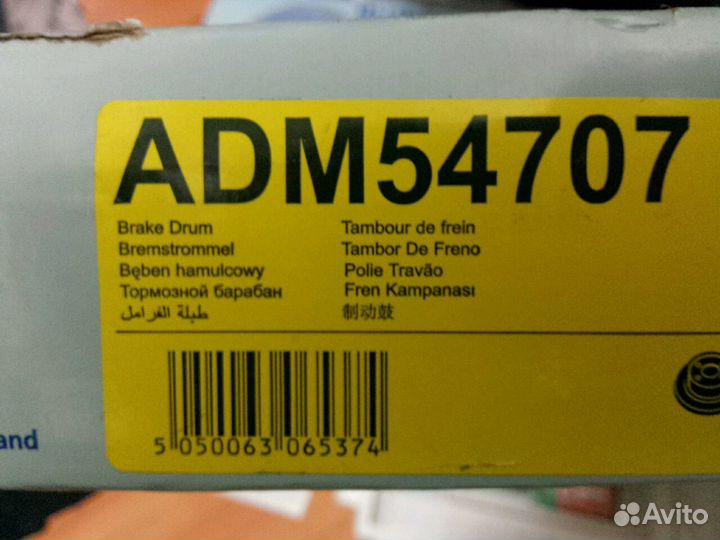 ADM54707
Brake Drum
Bremstrommel
Bęben hamulcowy
Тормозной барабан
طبلة الفرامل
Tambour de frein
Tambor De Freno
Polie Travão
Fren Kampanası
制动鼓
5 050063 065374
and
Avito